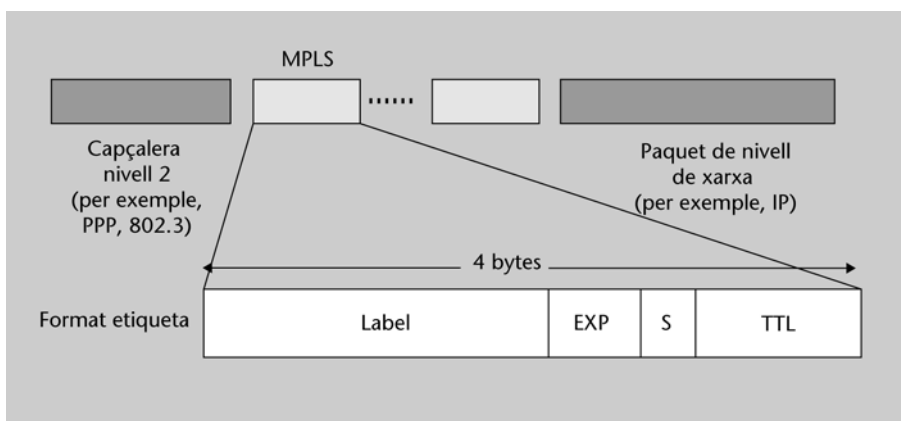 MPLS
Capçalera
nivell 2
(per exemple,
PPP, 802.3)
Paquet de nivell
de xarxa
(per exemple, IP)
4 bytes
Format etiqueta
Label
EXP
S
TTL